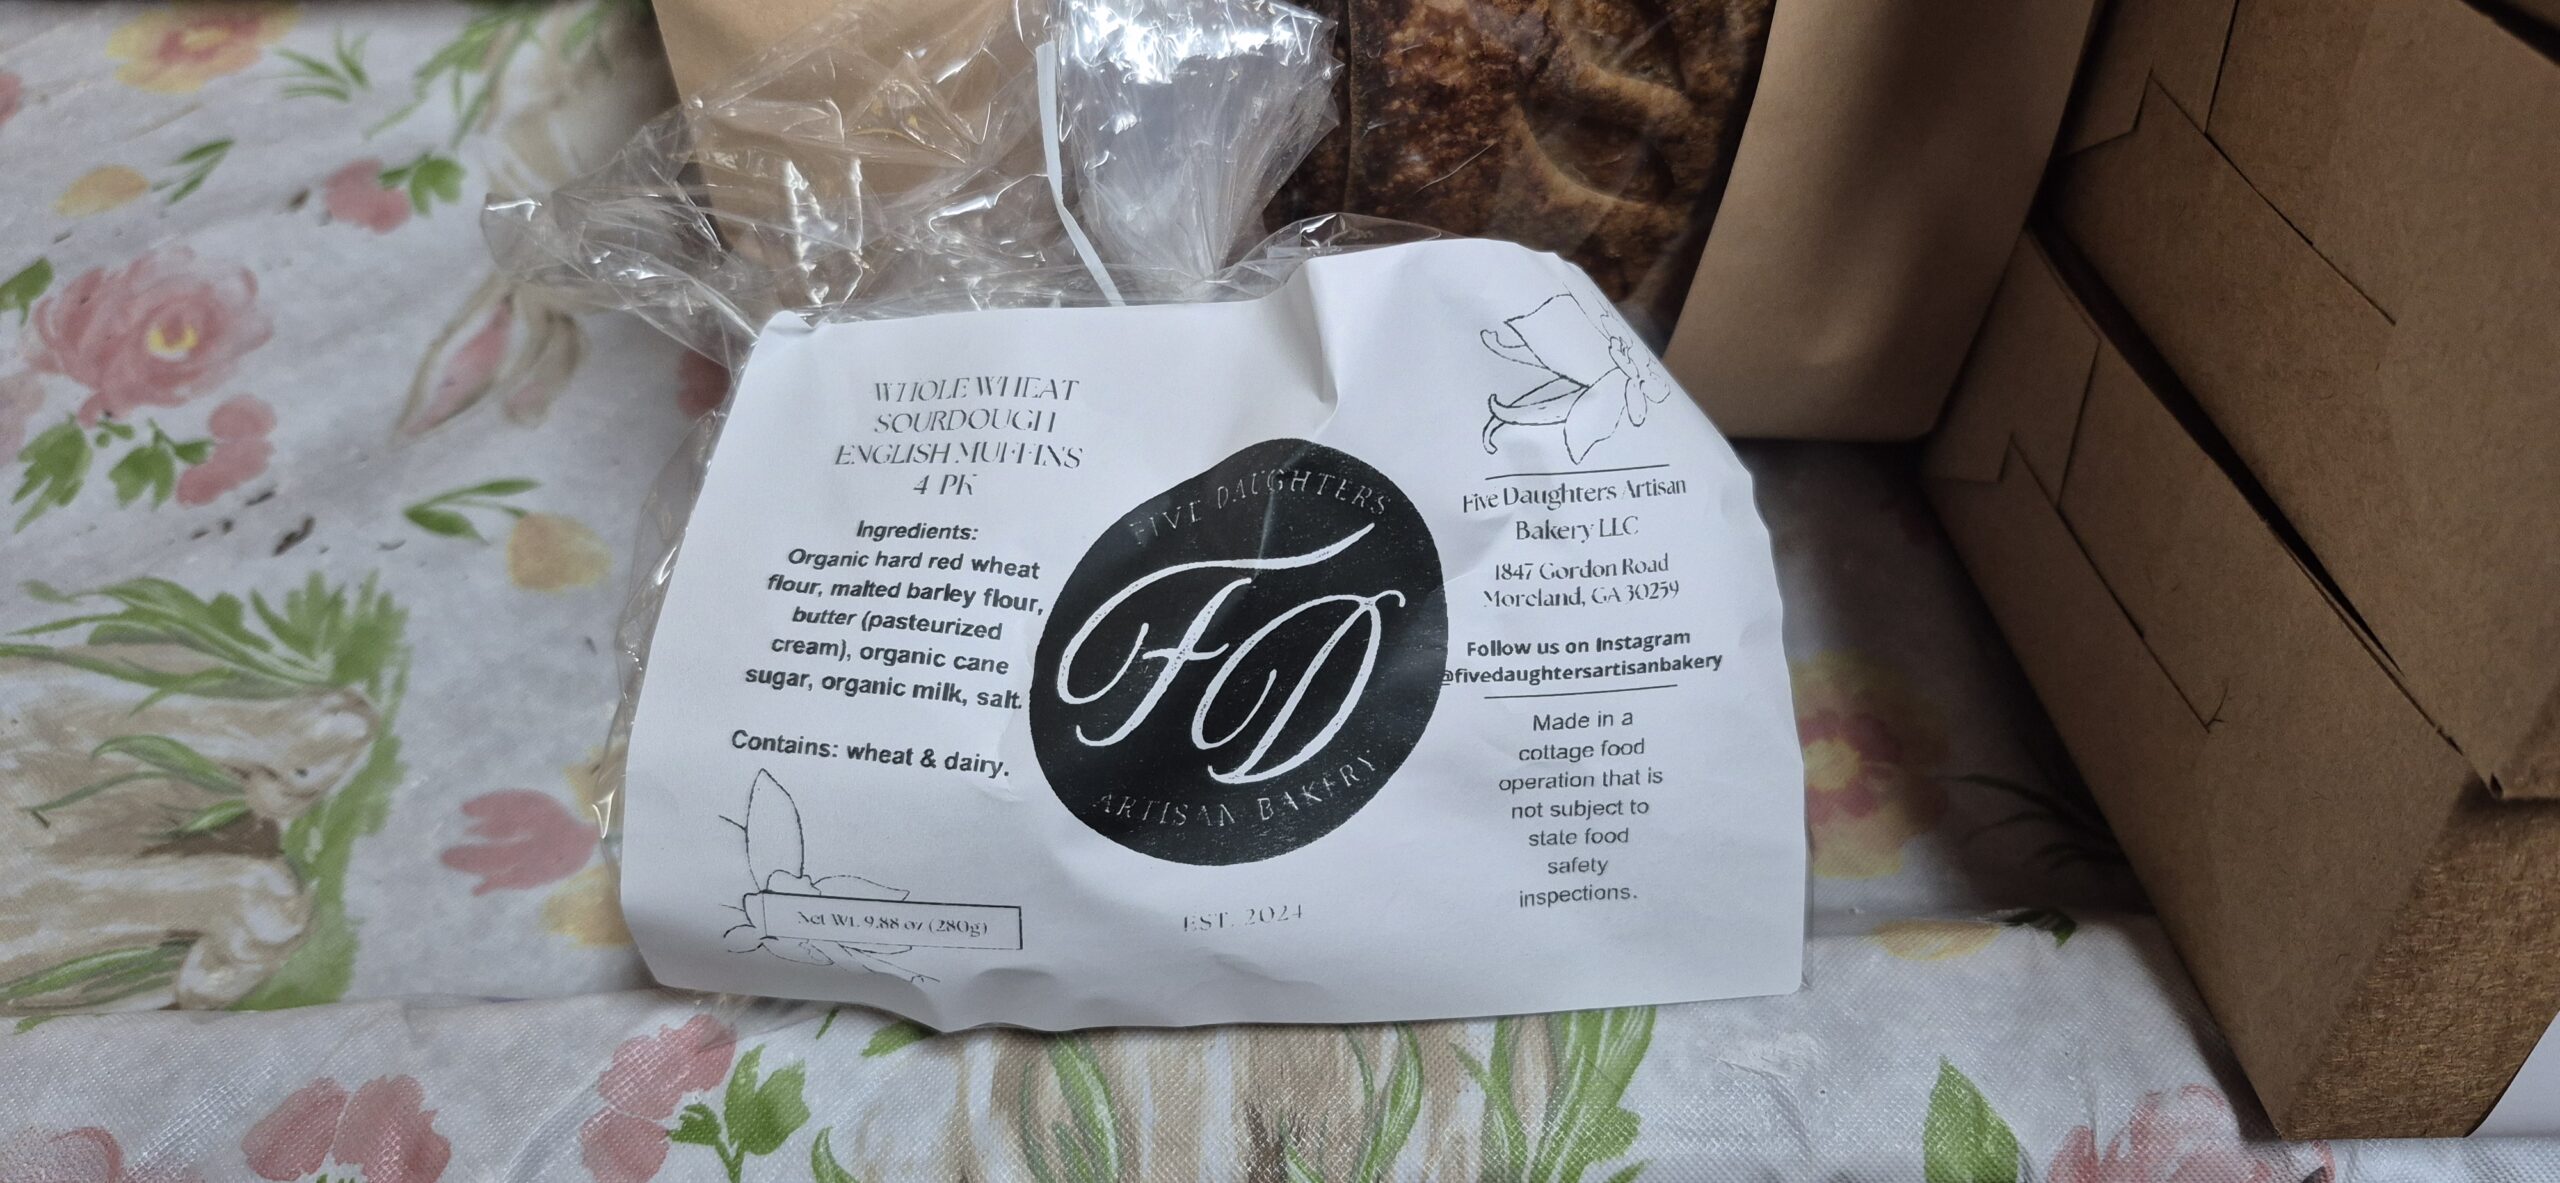 WHOLE WHEAT
SOURDOUGH
ENGLISH MUFFINS
4 PK
Ingredients:
Organic hard red wheat
flour, malted barley flour,
butter (pasteurized
cream), organic cane
sugar, organic milk, salt.
Contains: wheat & dairy.
Net Wt. 9.88 oz (280g)
FIVE DAUGHTERS
FD
ARTISAN BAKERY
EST. 2024
Five Daughters Artisan
Bakery LLC
1847 Gordon Road
Moreland, GA 30259
Follow us on Instagram
@fivedaughtersartisanbakery
Made in a
cottage food
operation that is
not subject to
state food
safety
inspections.